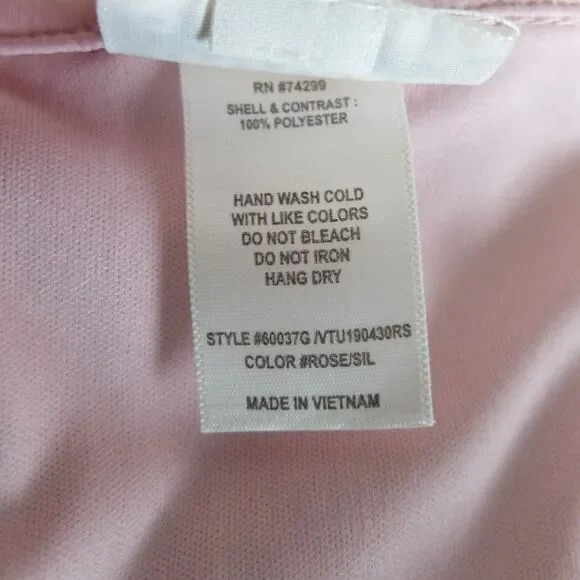 RN #74299
SHELL & CONTRAST :
100% POLYESTER
HAND WASH COLD
WITH LIKE COLORS
DO NOT BLEACH
DO NOT IRON
HANG DRY
STYLE #60037G /VTU190430RS
COLOR #ROSE/SIL
MADE IN VIETNAM